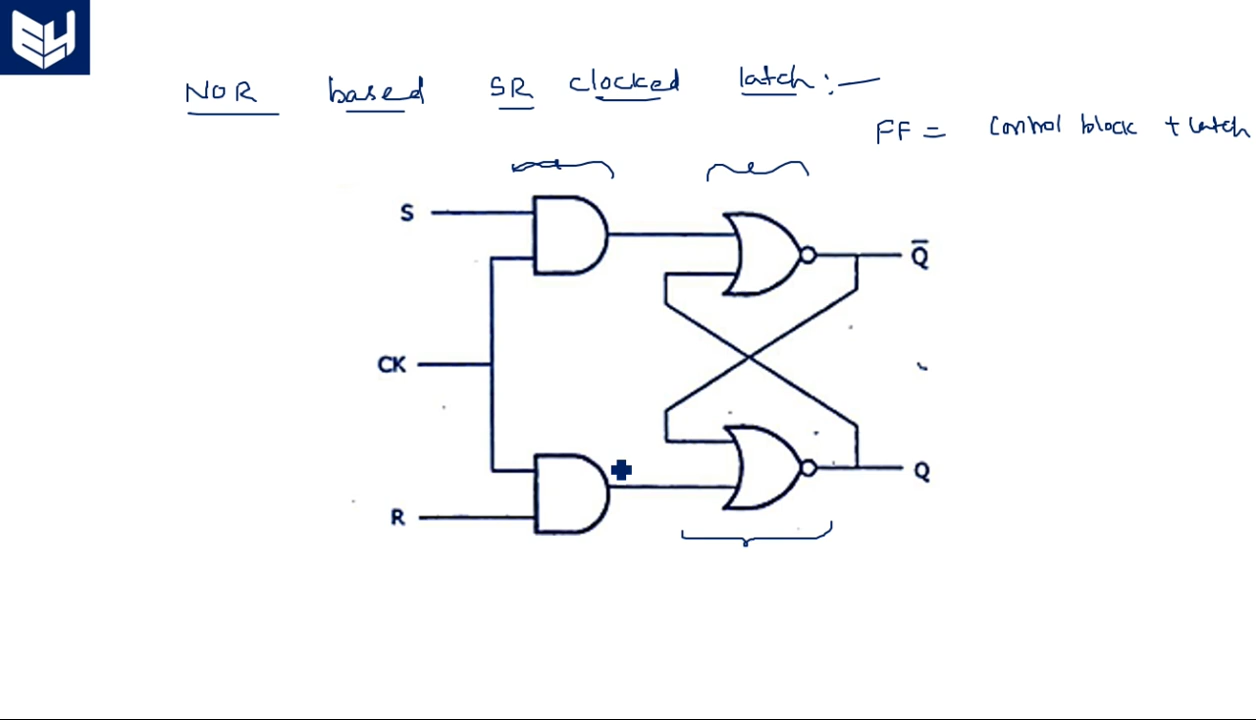 NOR based SR clocked latch :-
FF = control block + latch
S
Q̅
CK
R
Q